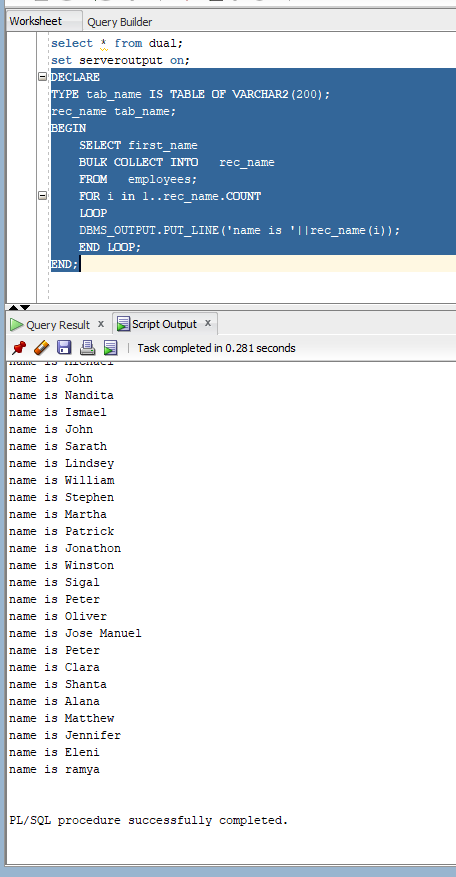 Worksheet Query Builder
select * from dual;
set serveroutput on;
DECLARE
TYPE tab_name IS TABLE OF VARCHAR2(200);
rec_name tab_name;
BEGIN
    SELECT first_name
    BULK COLLECT INTO   rec_name
    FROM   employees;
    FOR i in 1..rec_name.COUNT
    LOOP
    DBMS_OUTPUT.PUT_LINE('name is '||rec_name(i));
    END LOOP;
END;
Query Result x Script Output x
Task completed in 0.281 seconds
name is Michael
name is John
name is Nandita
name is Ismael
name is John
name is Sarath
name is Lindsey
name is William
name is Stephen
name is Martha
name is Patrick
name is Jonathon
name is Winston
name is Sigal
name is Peter
name is Oliver
name is Jose Manuel
name is Peter
name is Clara
name is Shanta
name is Alana
name is Matthew
name is Jennifer
name is Eleni
name is ramya
PL/SQL procedure successfully completed.